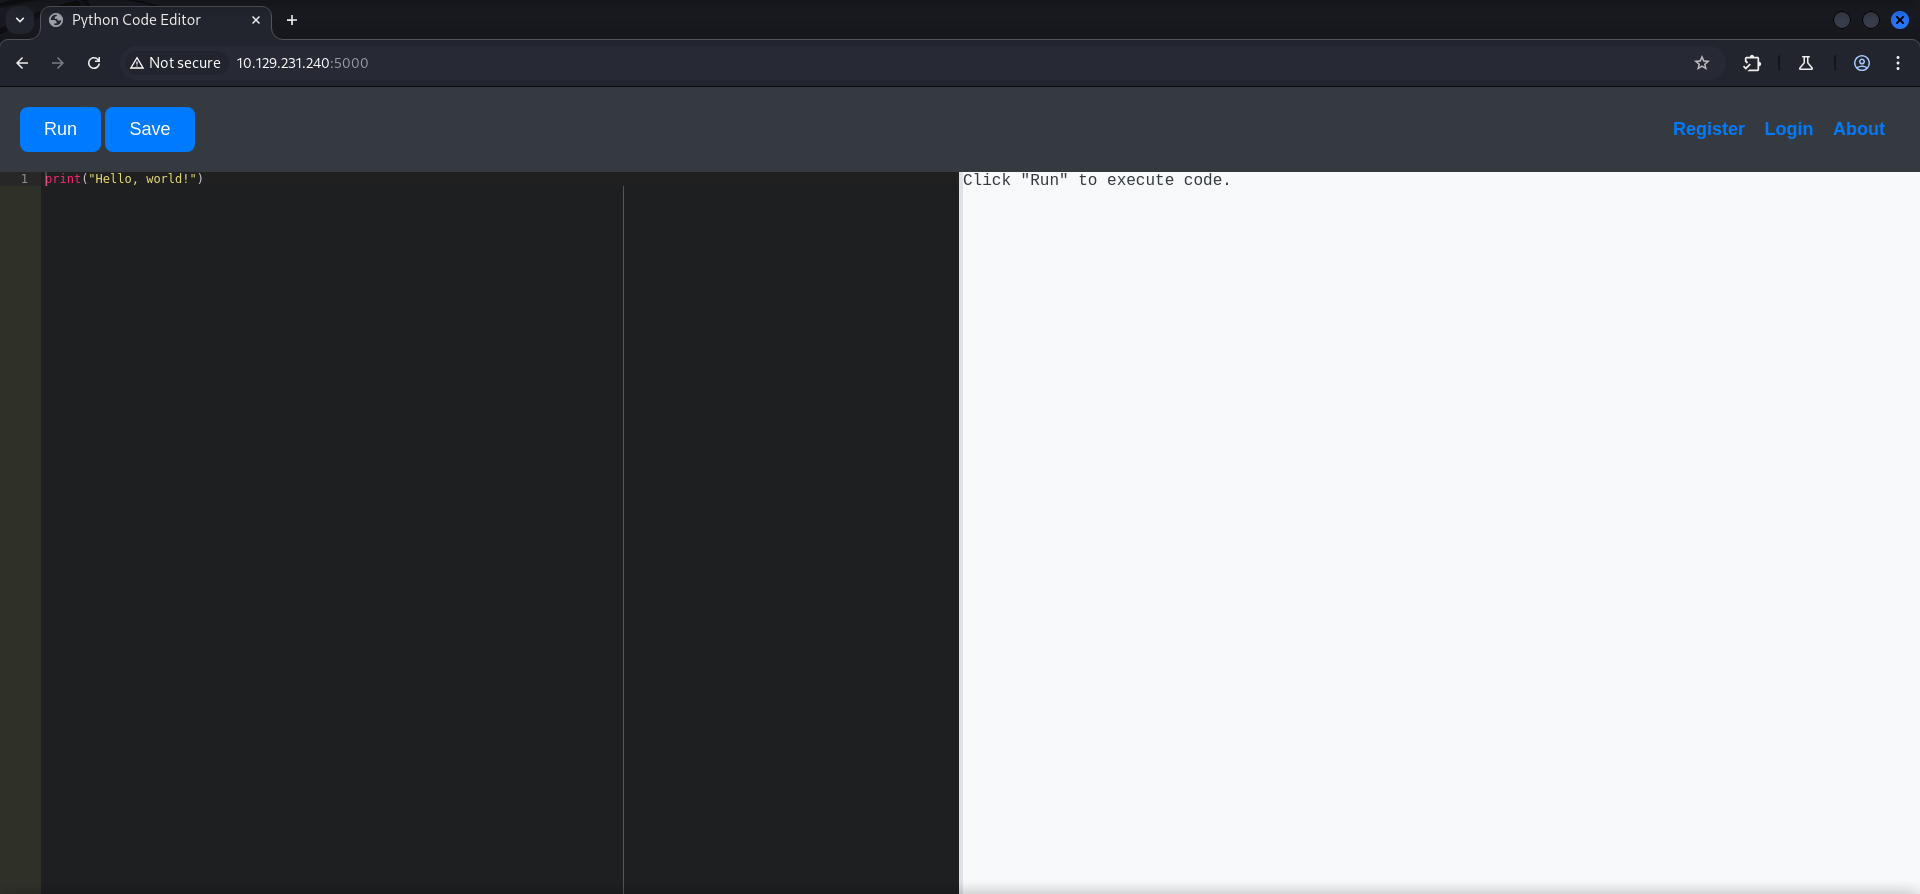 Python Code Editor
Not secure 10.129.231.240:5000
Run Save Register Login About
1 print("Hello, world!")
Click "Run" to execute code.